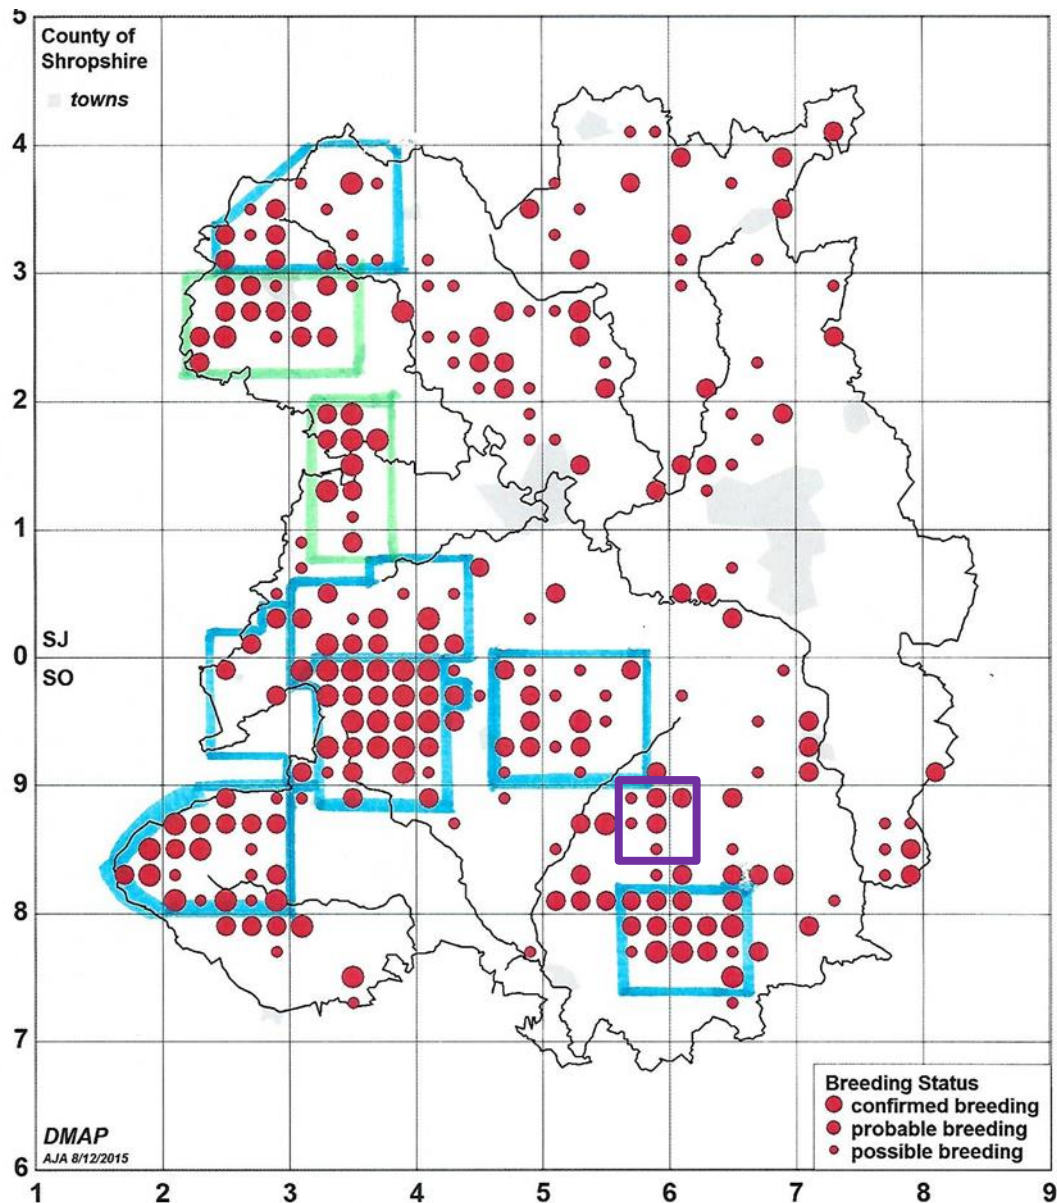 5
County of
Shropshire
towns
4
3
2
1
SJ
0
SO
9
8
7
Breeding Status
confirmed breeding
probable breeding
possible breeding
DMAP
AJA 8/12/2015
6
1 2 3 4 5 6 7 8 9